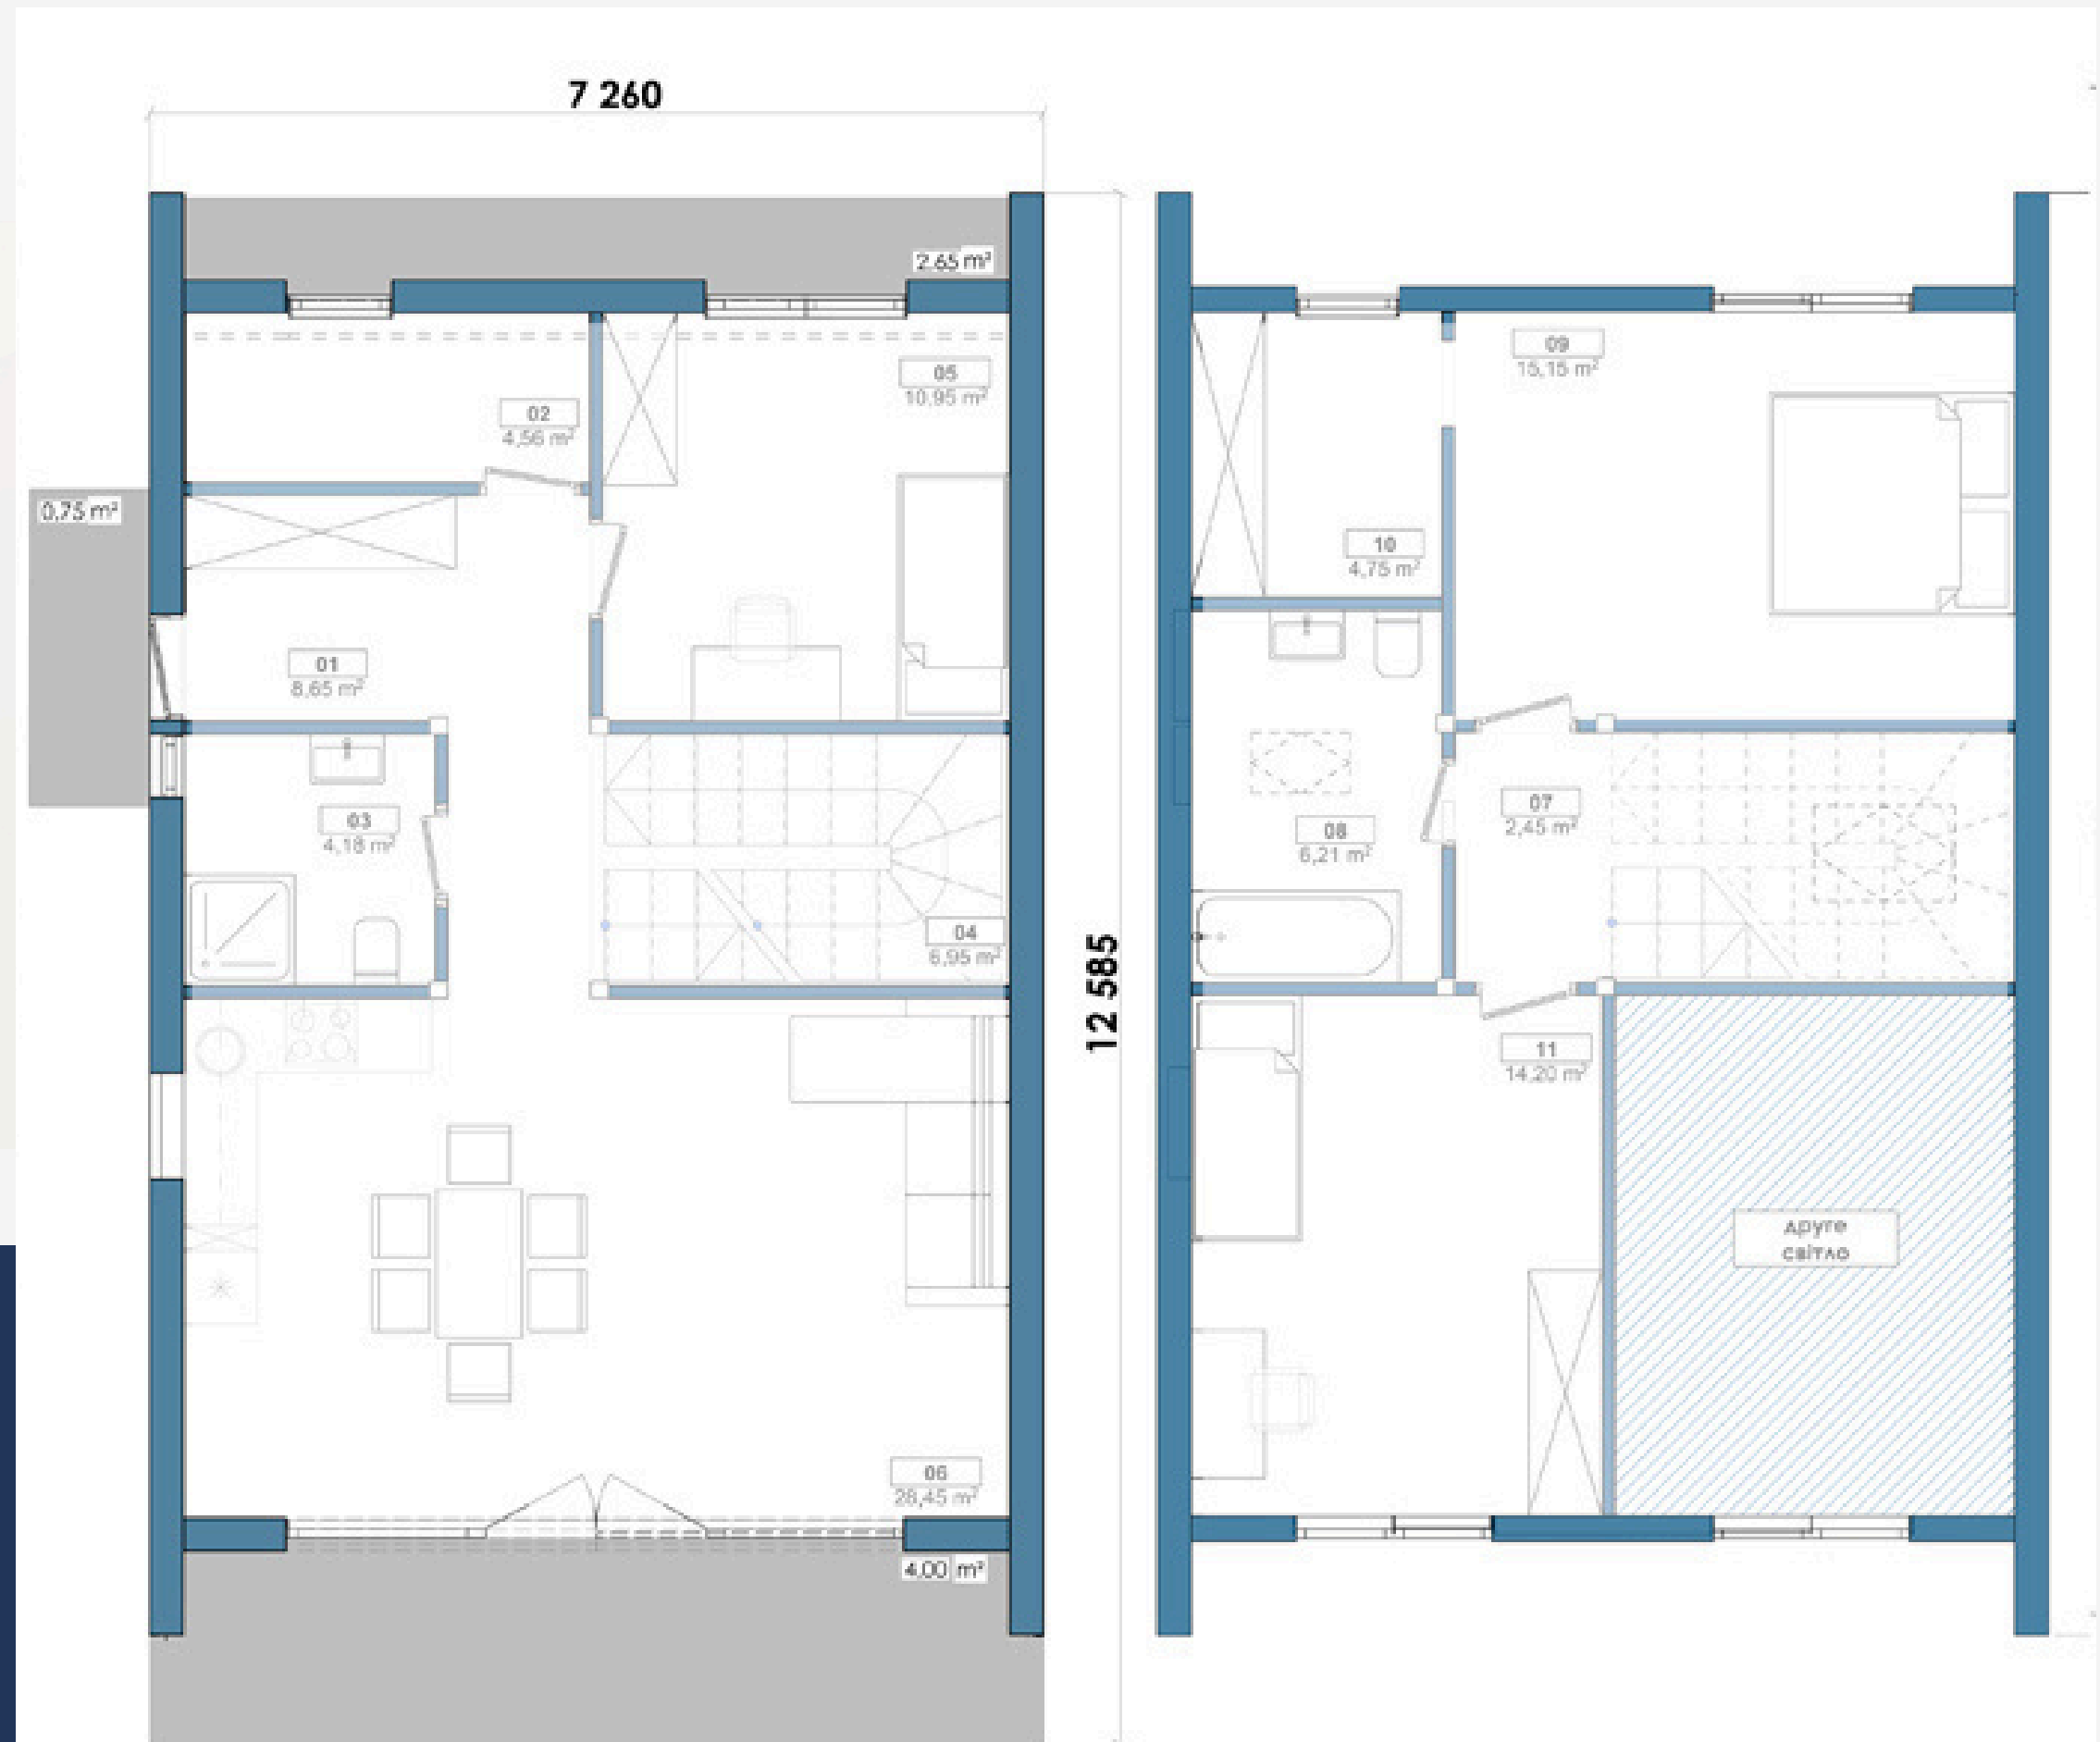 7 260
2.65 m²
05
10,95 m²
02
4,56 m²
0,75 m²
01
8,65 m²
03
4,18 m²
04
6,95 m²
12 585
06
28,45 m²
4,00 m²
09
15,15 m²
10
4,75 m²
07
2,45 m²
08
6,21 m²
11
14,20 m²
друге
світло